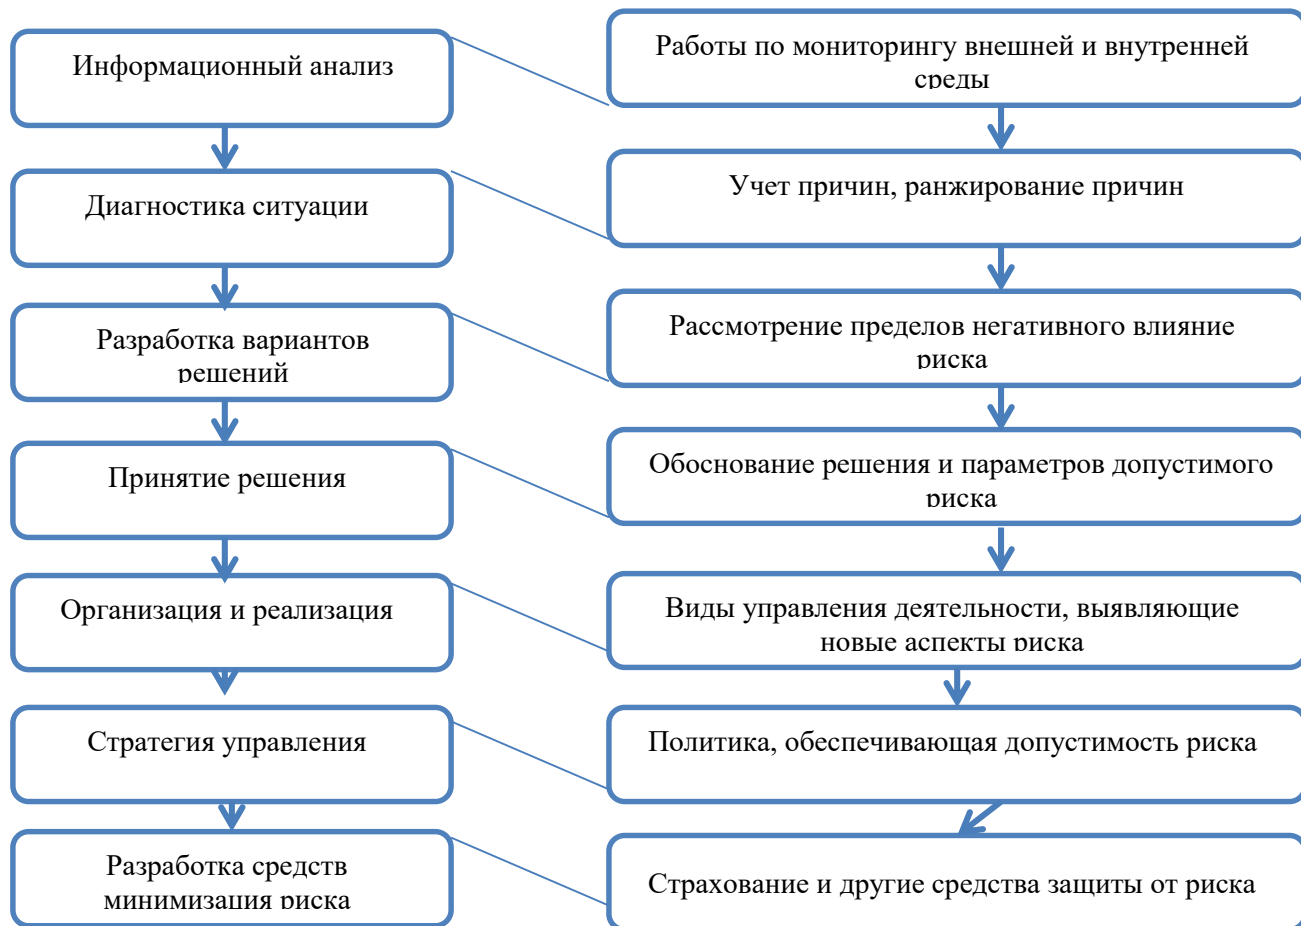 Информационный анализ
Работы по мониторингу внешней и внутренней
среды
Диагностика ситуации
Учет причин, ранжирование причин
Разработка вариантов
решений
Рассмотрение пределов негативного влияние
риска
Принятие решения
Обоснование решения и параметров допустимого
риска
Организация и реализация
Виды управления деятельности, выявляющие
новые аспекты риска
Стратегия управления
Политика, обеспечивающая допустимость риска
Разработка средств
минимизация риска
Страхование и другие средства защиты от риска